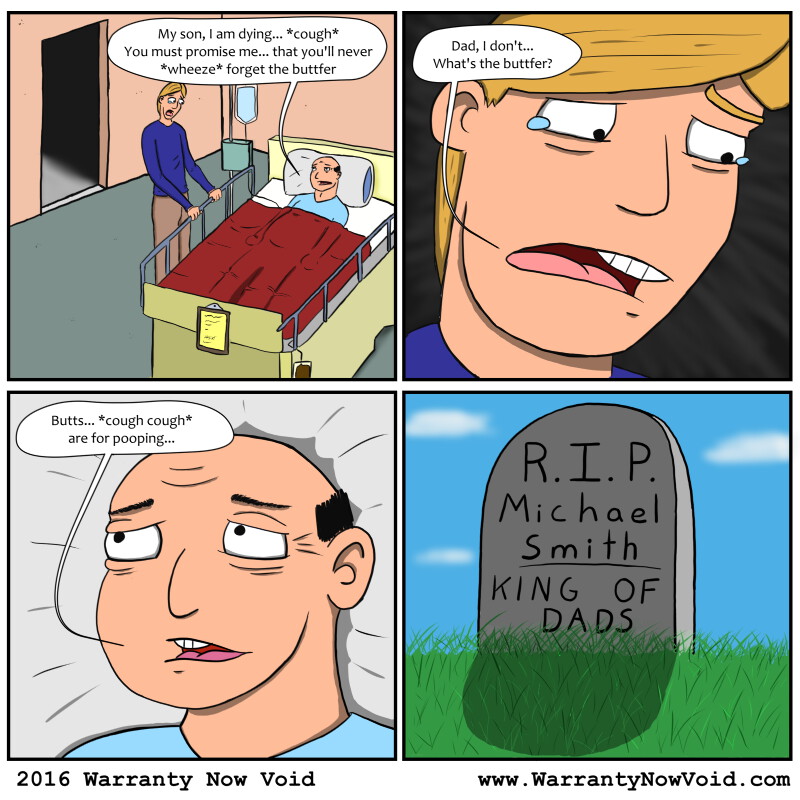 My son, I am dying... *cough*
You must promise me... that you'll never
*wheeze* forget the buttfer
Dad, I don't...
What's the buttfer?
Butts... *cough cough*
are for pooping...
R.I.P.
Michael
Smith
KING OF
DADS
2016 Warranty Now Void
www.WarrantyNowVoid.com